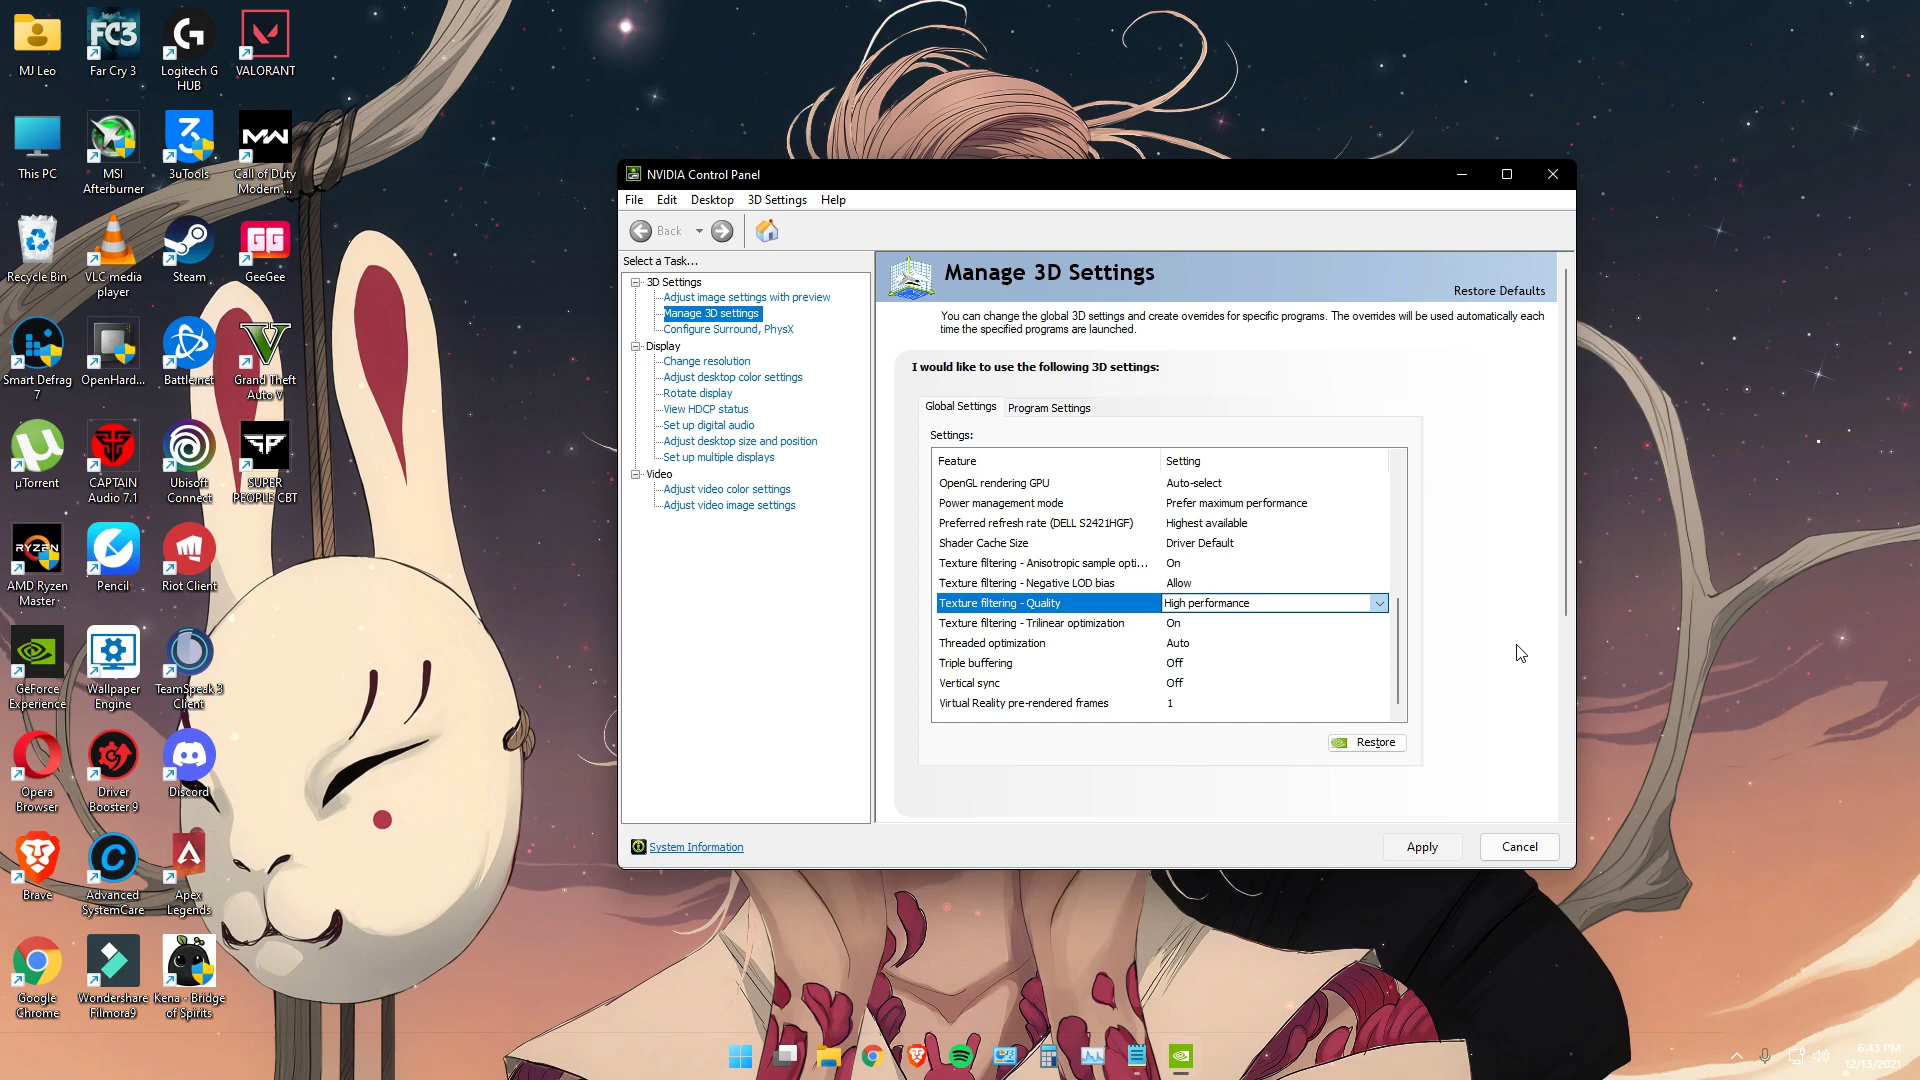 MJ Leo
Far Cry 3
Logitech G
HUB
VALORANT
This PC
MSI
Afterburner
3uTools
Call of Duty
Modern ...
Recycle Bin
VLC media
player
Steam
GeeGee
Smart Defrag
7
OpenHard...
Battle.net
Grand Theft
Auto V
µTorrent
CAPTAIN
Audio 7.1
Ubisoft
Connect
SUPER
PEOPLE CBT
AMD Ryzen
Master
Pencil
Riot Client
GeForce
Experience
Wallpaper
Engine
TeamSpeak 3
Client
Opera
Browser
Driver
Booster 9
Discord
Brave
Advanced
SystemCare
Apex
Legends
Google
Chrome
Wondershare
Filmora9
Kena - Bridge
of Spirits
FC3
MW
RYZEN
GG
NVIDIA Control Panel
File Edit Desktop 3D Settings Help
Back
Select a Task...
3D Settings
Adjust image settings with preview
Manage 3D settings
Configure Surround, PhysX
Display
Change resolution
Adjust desktop color settings
Rotate display
View HDCP status
Set up digital audio
Adjust desktop size and position
Set up multiple displays
Video
Adjust video color settings
Adjust video image settings
System Information
Manage 3D Settings
Restore Defaults
You can change the global 3D settings and create overrides for specific programs. The overrides will be used automatically each
time the specified programs are launched.
I would like to use the following 3D settings:
Global Settings Program Settings
Settings:
Feature Setting
OpenGL rendering GPU Auto-select
Power management mode Prefer maximum performance
Preferred refresh rate (DELL S2421HGF) Highest available
Shader Cache Size Driver Default
Texture filtering - Anisotropic sample opti... On
Texture filtering - Negative LOD bias Allow
Texture filtering - Quality High performance
Texture filtering - Trilinear optimization On
Threaded optimization Auto
Triple buffering Off
Vertical sync Off
Virtual Reality pre-rendered frames 1
Restore
Apply Cancel
6:43 PM
12/13/2021